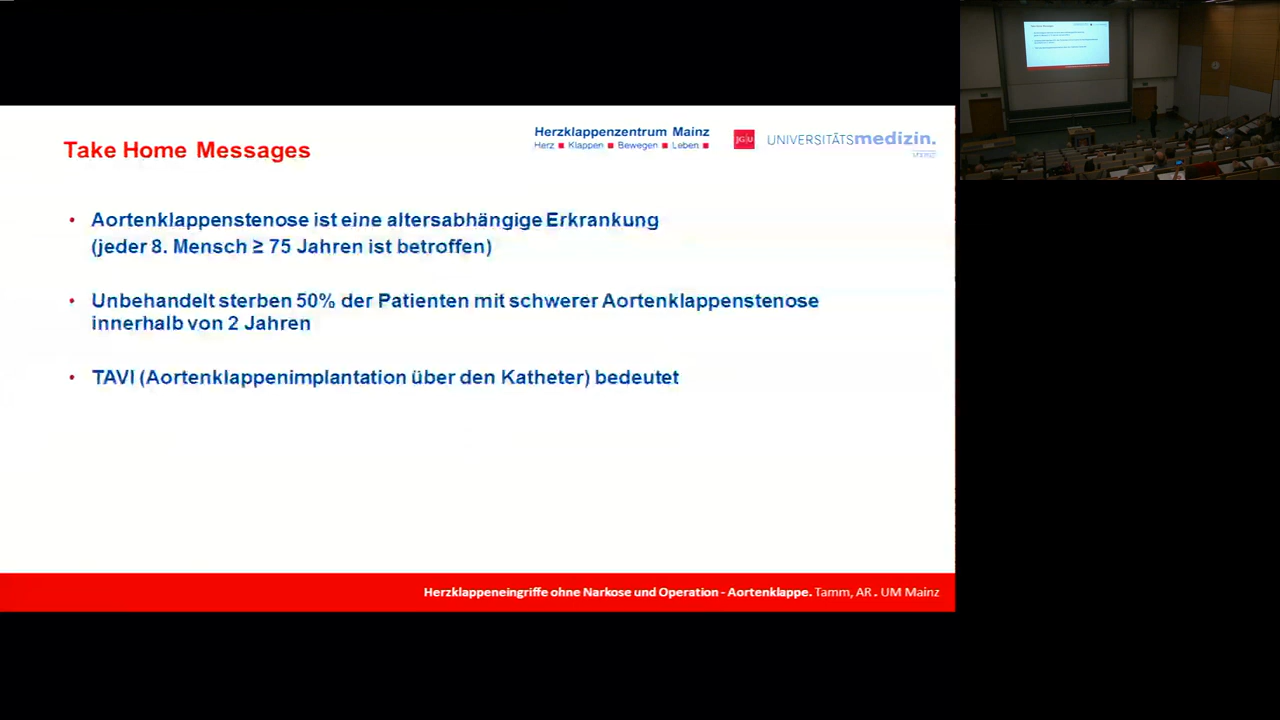 Take Home Messages
Herzklappenzentrum Mainz
Herz ■ Klappen ■ Bewegen ■ Leben ■
JG|U
UNIVERSITÄTSmedizin.
MAINZ
• Aortenklappenstenose ist eine altersabhängige Erkrankung
(jeder 8. Mensch ≥ 75 Jahren ist betroffen)
• Unbehandelt sterben 50% der Patienten mit schwerer Aortenklappenstenose
innerhalb von 2 Jahren
• TAVI (Aortenklappenimplantation über den Katheter) bedeutet
Herzklappeneingriffe ohne Narkose und Operation - Aortenklappe. Tamm, AR . UM Mainz